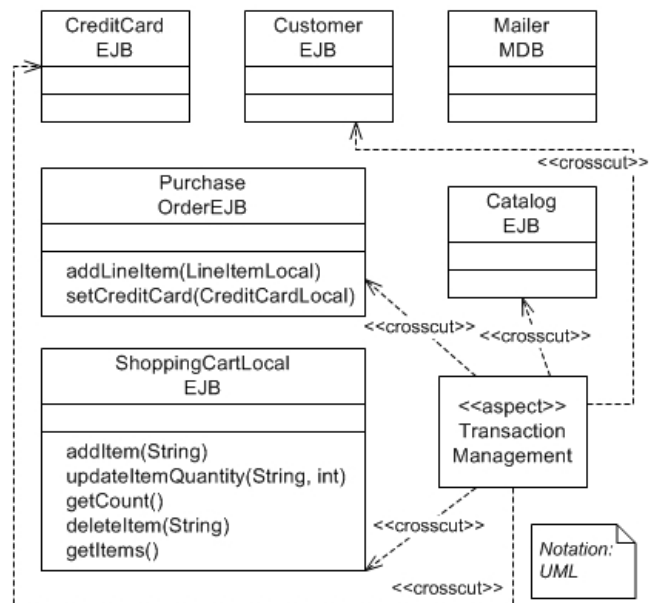 CreditCard
EJB
Customer
EJB
Mailer
MDB
<<crosscut>>
Purchase
OrderEJB
addLineItem(LineItemLocal)
setCreditCard(CreditCardLocal)
Catalog
EJB
<<crosscut>>
<<crosscut>>
ShoppingCartLocal
EJB
addItem(String)
updateItemQuantity(String, int)
getCount()
deleteItem(String)
getItems()
<<aspect>>
Transaction
Management
<<crosscut>>
<<crosscut>>
Notation:
UML